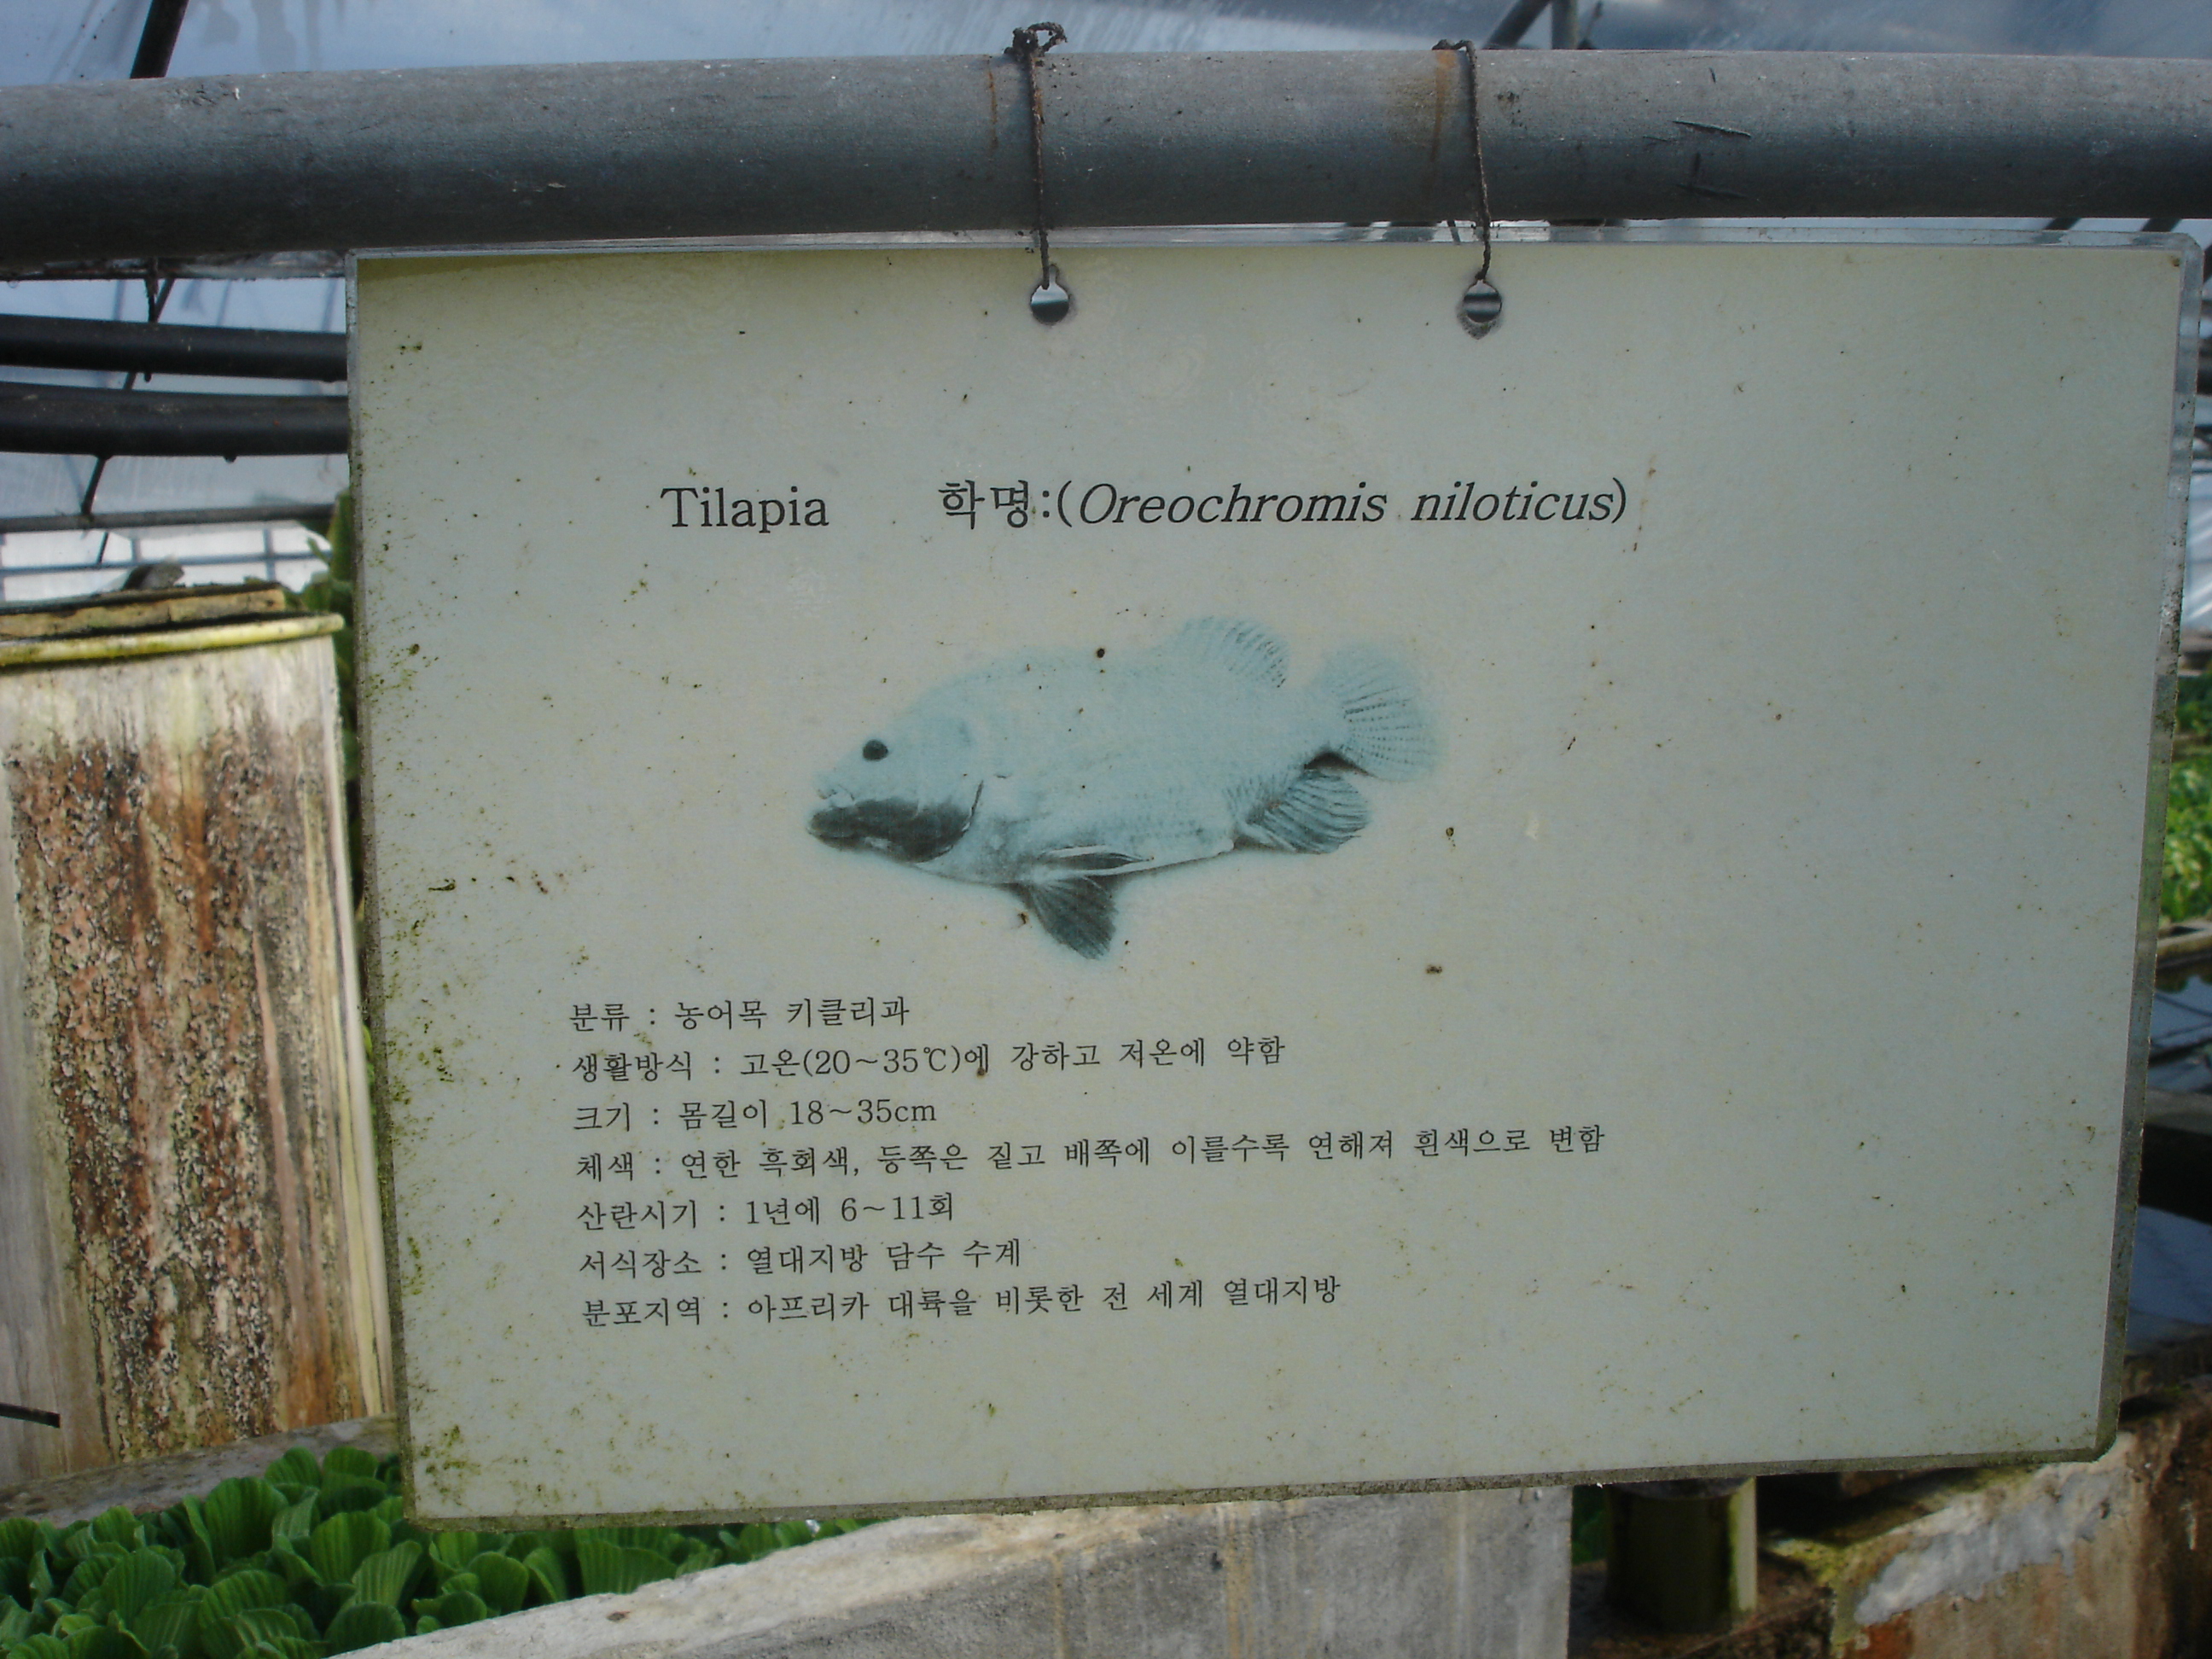 Tilapia 학명:(Oreochromis niloticus)
분류 : 농어목 키클리과
생활방식 : 고온(20~35℃)에 강하고 저온에 약함
크기 : 몸길이 18~35cm
체색 : 연한 흑회색, 등쪽은 짙고 배쪽에 이를수록 연해져 흰색으로 변함
산란시기 : 1년에 6~11회
서식장소 : 열대지방 담수 수계
분포지역 : 아프리카 대륙을 비롯한 전 세계 열대지방